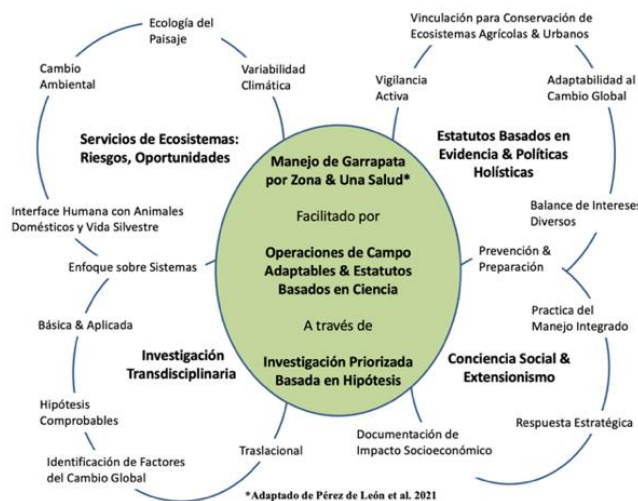 Ecología del
Paisaje
Cambio
Ambiental
Variabilidad
Climática
Servicios de Ecosistemas:
Riesgos, Oportunidades
Interface Humana con Animales
Domésticos y Vida Silvestre
Vinculación para Conservación de
Ecosistemas Agrícolas & Urbanos
Vigilancia
Activa
Adaptabilidad al
Cambio Global
Estatutos Basados en
Evidencia & Políticas
Holísticas
Balance de Intereses
Diversos
Prevención &
Preparación
Manejo de Garrapata
por Zona & Una Salud*
Facilitado por
Operaciones de Campo
Adaptables & Estatutos
Basados en Ciencia
A través de
Investigación Priorizada
Basada en Hipótesis
Enfoque sobre Sistemas
Básica & Aplicada
Investigación
Transdisciplinaria
Hipótesis
Comprobables
Identificación de Factores
del Cambio Global
Traslacional
Practica del
Manejo Integrado
Conciencia Social &
Extensionismo
Documentación de
Impacto Socioeconómico
Respuesta Estratégica
*Adaptado de Pérez de León et al. 2021